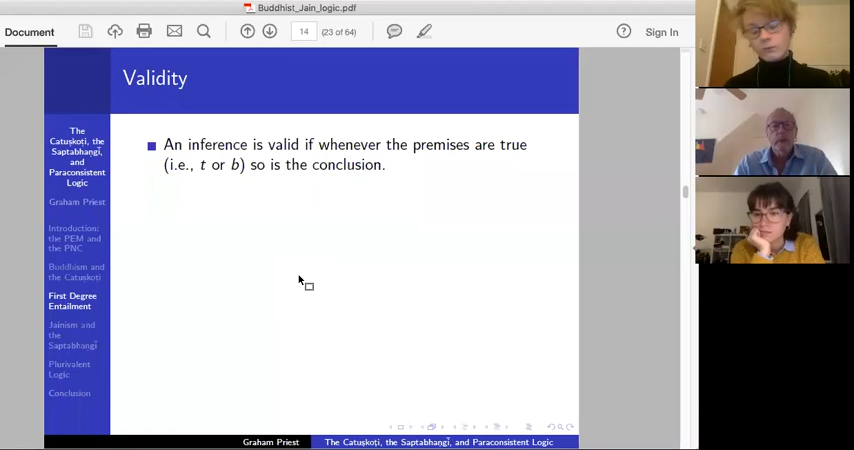 Buddhist_Jain_logic.pdf
Document
14
(23 of 64)
Sign In
Validity
The
Catuṣkoṭi, the
Saptabhaṅgī,
and
Paraconsistent
Logic
Graham Priest
Introduction:
the PEM and
the PNC
Buddhism and
the Catuskoti
First Degree
Entailment
Jainism and
the
Saptabhaṅgī
Plurivalent
Logic
Conclusion
An inference is valid if whenever the premises are true
(i.e., t or b) so is the conclusion.
Graham Priest
The Catuṣkoṭi, the Saptabhaṅgī, and Paraconsistent Logic